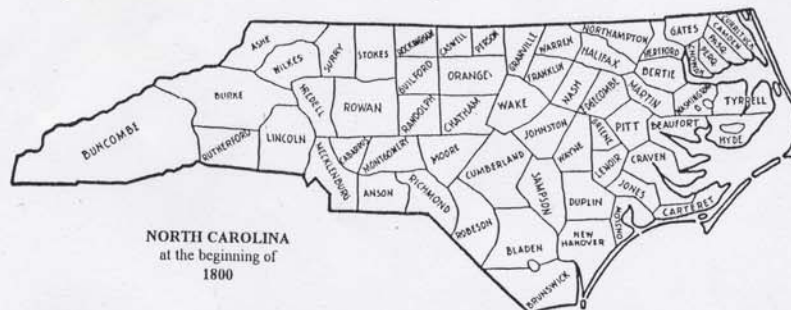 ASHE
SURRY
STOKES
ROCKINGHAM
CASWELL
PERSON
GRANVILLE
WARREN
NORTHAMPTON
GATES
CURRITUCK
CAMDEN
PASQ.
PERQ.
CHOWAN
WILKES
GUILFORD
ORANGE
FRANKLIN
HALIFAX
HERTFORD
BERTIE
BURKE
IREDELL
ROWAN
RANDOLPH
CHATHAM
WAKE
NASH
EDGECOMBE
MARTIN
WASHINGTON
TYRRELL
BUNCOMBE
RUTHERFORD
LINCOLN
MECKLENBURG
CABARRUS
MONTGOMERY
MOORE
JOHNSTON
WAYNE
GREENE
PITT
BEAUFORT
HYDE
CUMBERLAND
LENOIR
CRAVEN
ANSON
RICHMOND
SAMPSON
DUPLIN
JONES
CARTERET
ROBESON
BLADEN
NEW
HANOVER
BRUNSWICK
NORTH CAROLINA
at the beginning of
1800